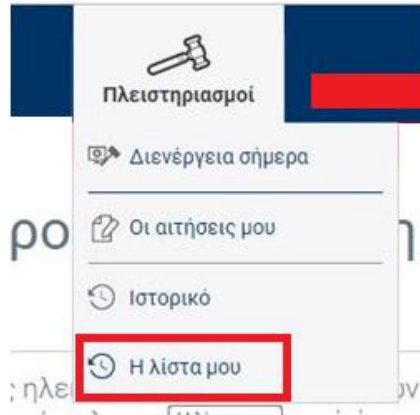 Πλειστηριασμοί
Διενέργεια σήμερα
Οι αιτήσεις μου
Ιστορικό
Η λίστα μου